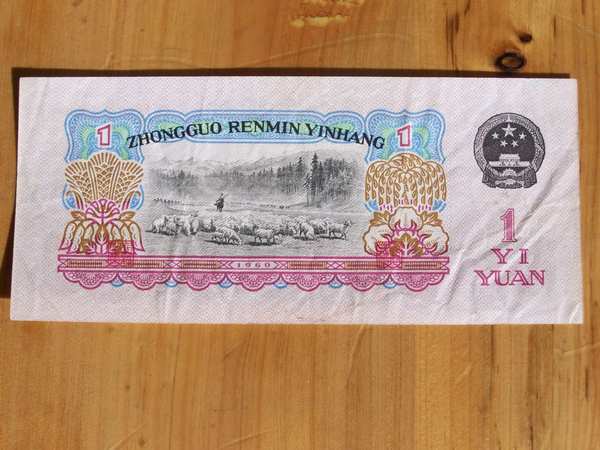 ZHONGGUO RENMIN YINHANG
1
1
1960
1
YI
YUAN